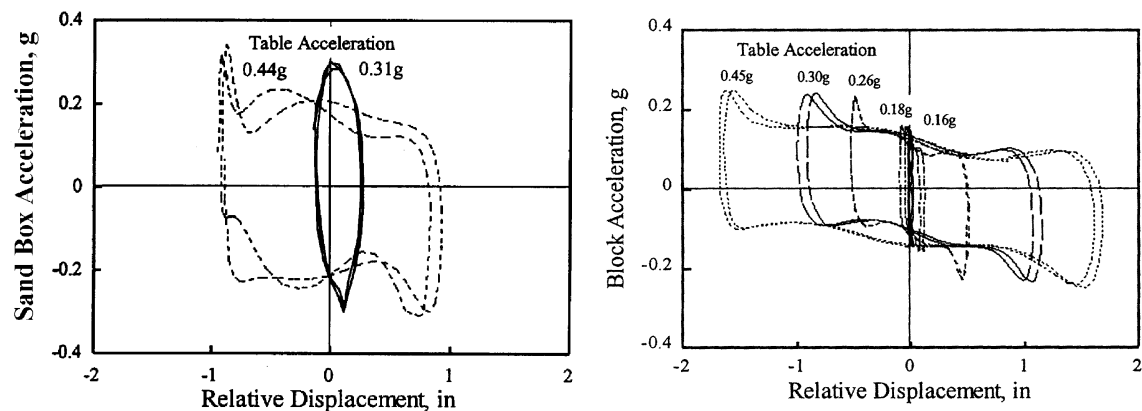 Sand Box Acceleration, g
0.4
0.2
0
-0.2
-0.4
Table Acceleration
0.44g 0.31g
-2 -1 0 1 2
Relative Displacement, in
Block Acceleration, g
0.4
0.2
0
-0.2
-0.4
Table Acceleration
0.45g 0.30g 0.26g
0.18g 0.16g
-2 -1 0 1 2
Relative Displacement, in